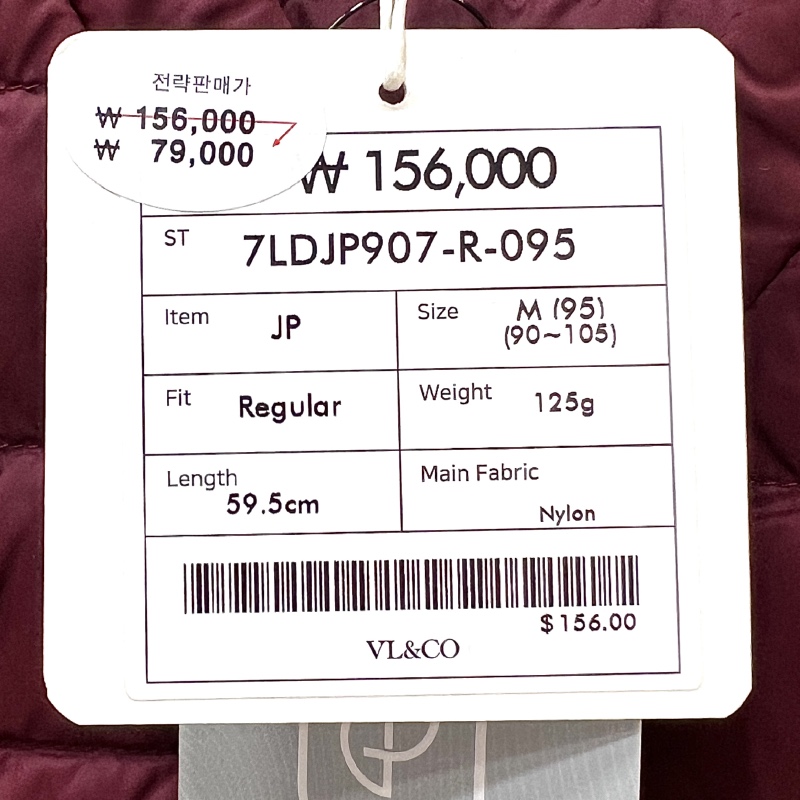 전략판매가
₩ 156,000
₩ 79,000
₩ 156,000
ST 7LDJP907-R-095
Item JP
Size M (95)
(90~105)
Fit Regular
Weight 125g
Length
59.5cm
Main Fabric
Nylon
$156.00
VL&CO